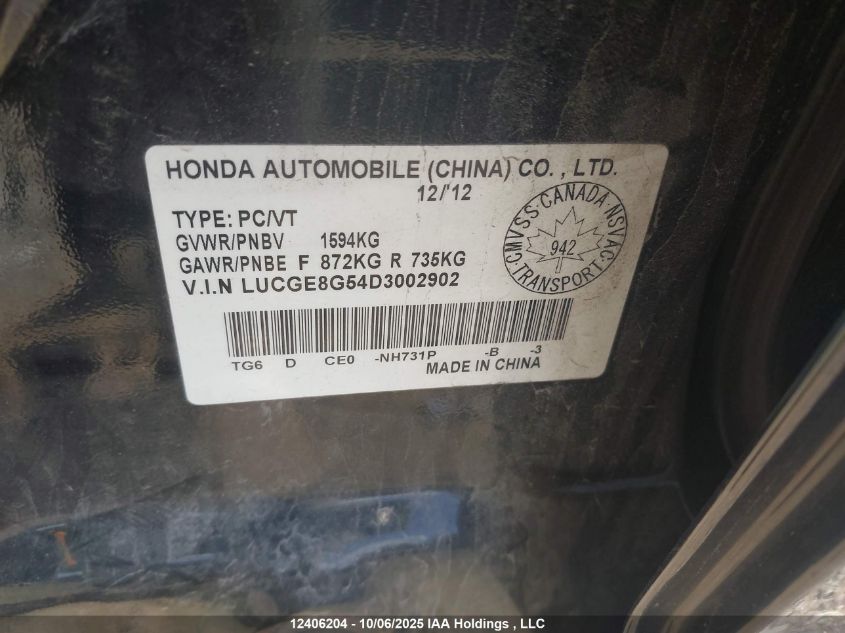 HONDA AUTOMOBILE (CHINA) CO., LTD.
12/'12
TYPE: PC/VT
GVWR/PNBV 1594KG
GAWR/PNBE F 872KG R 735KG
V.I.N LUCGE8G54D3002902
CMVSS CANADA NSVAC TRANSPORT
942
TG6 D CE0 -NH731P -B -3
MADE IN CHINA
12406204 - 10/06/2025 IAA Holdings , LLC